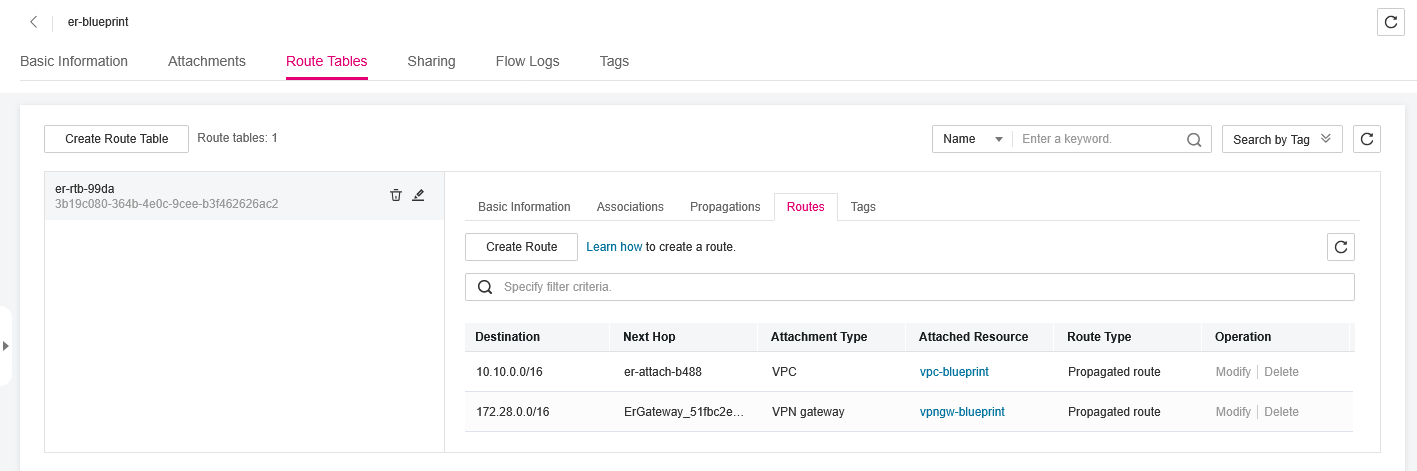 er-blueprint
Basic Information Attachments Route Tables Sharing Flow Logs Tags
Create Route Table Route tables: 1 Name Enter a keyword. Search by Tag
er-rtb-99da
3b19c080-364b-4e0c-9cee-b3f462626ac2
Basic Information Associations Propagations Routes Tags
Create Route Learn how to create a route.
Specify filter criteria.
Destination Next Hop Attachment Type Attached Resource Route Type Operation
10.10.0.0/16 er-attach-b488 VPC vpc-blueprint Propagated route Modify Delete
172.28.0.0/16 ErGateway_51fbc2e... VPN gateway vpngw-blueprint Propagated route Modify Delete